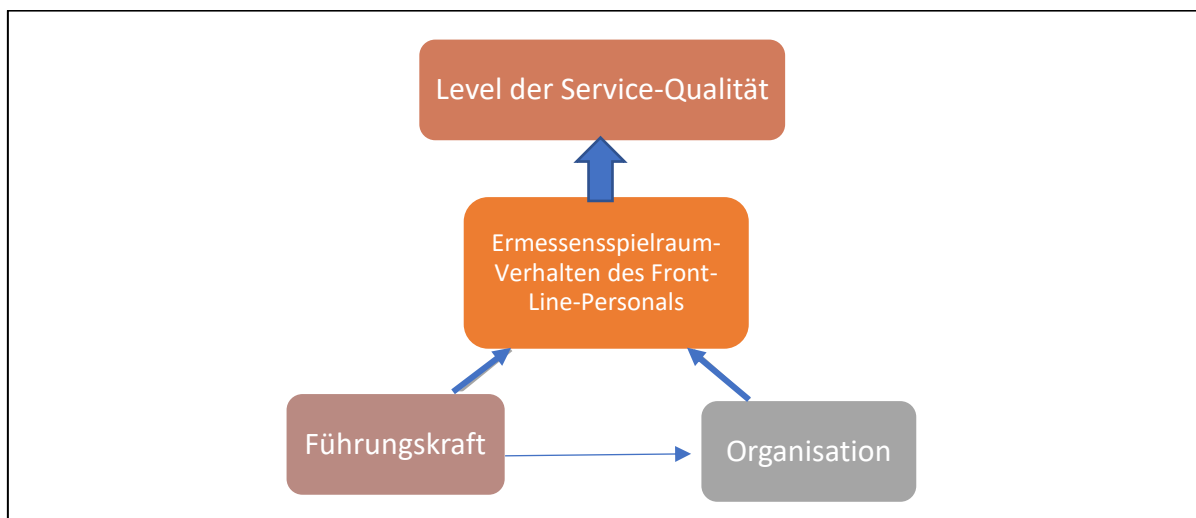 Level der Service-Qualität
Ermessensspielraum-
Verhalten des Front-
Line-Personals
Führungskraft
Organisation